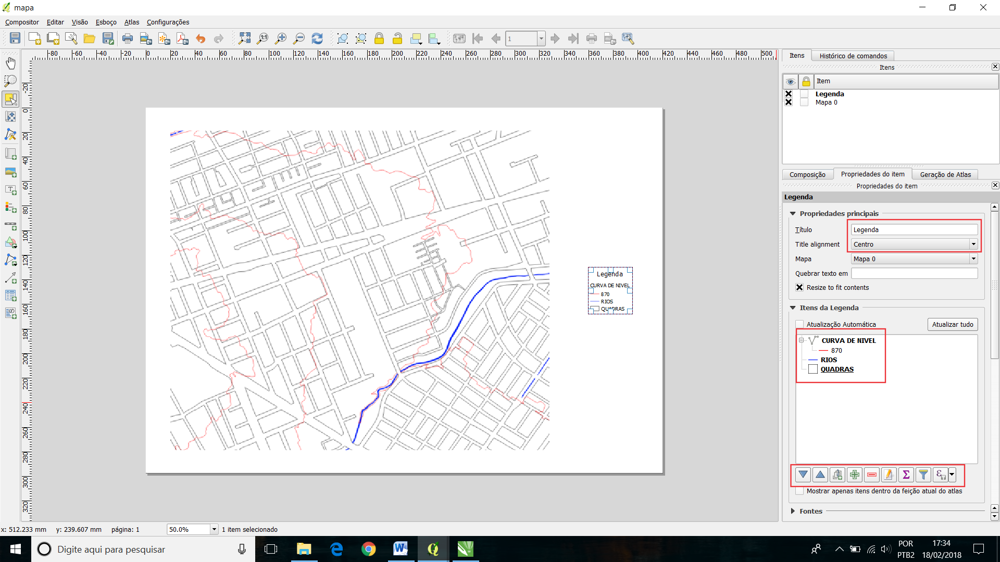 mapa
Compositor Editar Visão Esboço Atlas Configurações
1:1
1
-80 -60 -40 -20 0 20 40 60 80 100 120 140 160 180 200 220 240 260 280 300 320 340 360 380 400 420 440 460 480 500
-20
0
20
40
60
80
100
120
140
160
180
200
220
240
260
280
300
320
Legenda
CURVA DE NIVEL
870
RIOS
QUADRAS
Itens Histórico de comandos
Itens
Item
Legenda
Mapa 0
Composição Propriedades do item Geração de Atlas
Propriedades do item
Legenda
Propriedades principais
Título Legenda
Title alignment Centro
Mapa Mapa 0
Quebrar texto em
Resize to fit contents
Itens da Legenda
Atualização Automática Atualizar tudo
CURVA DE NIVEL
870
RIOS
QUADRAS
Σ ε
Mostrar apenas itens dentro da feição atual do atlas
Fontes
x: 512.233 mm y: 239.607 mm página: 1 50.0% 1 item selecionado
Digite aqui para pesquisar
POR
PTB2
17:34
18/02/2018